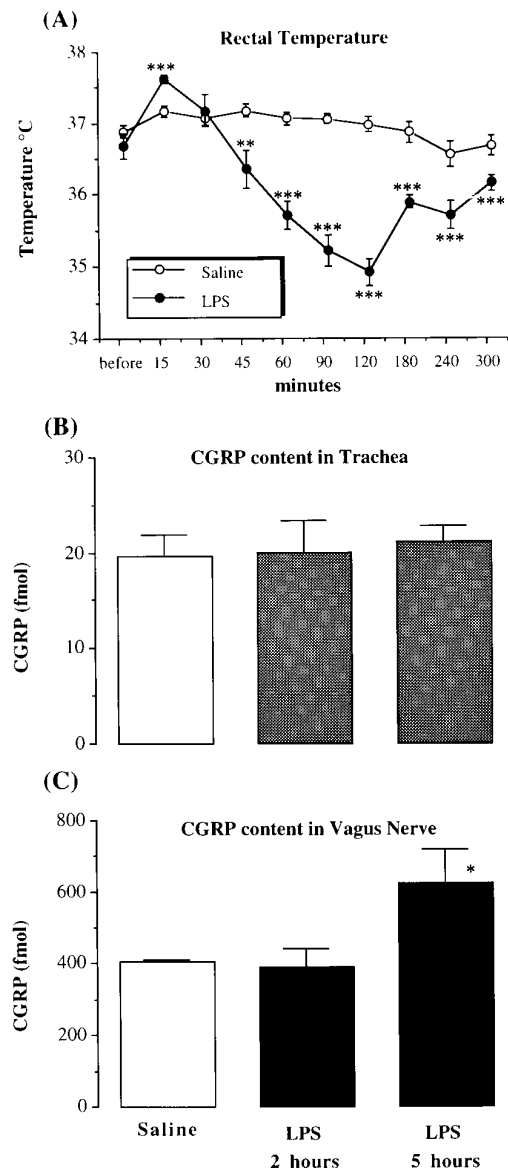 (A)
Rectal Temperature
Temperature °C
38
37
36
35
34
***
**
***
***
***
***
***
***
Saline
LPS
before 15 30 45 60 90 120 180 240 300
minutes
(B)
CGRP content in Trachea
CGRP (fmol)
30
20
10
0
(C)
CGRP content in Vagus Nerve
CGRP (fmol)
800
600
400
200
0
*
Saline
LPS
2 hours
LPS
5 hours